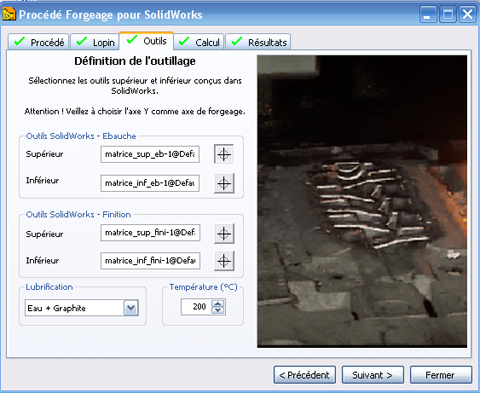 Procédé Forgeage pour SolidWorks
Procédé
Lopin
Outils
Calcul
Résultats
Définition de l'outillage
Sélectionnez les outils supérieur et inférieur conçus dans
SolidWorks.
Attention ! Veillez à choisir l'axe Y comme axe de forgeage.
Outils SolidWorks - Ebauche
Supérieur matrice_sup_eb-1@Defa
Inférieur matrice_inf_eb-1@Defau
Outils SolidWorks - Finition
Supérieur matrice_sup_fini-1@De
Inférieur matrice_inf_fini-1@Defau
Lubrification
Eau + Graphite
Température (°C)
200
< Précédent
Suivant >
Fermer